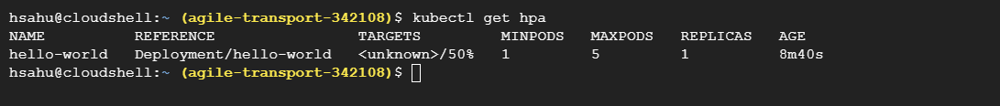 hsahu@cloudshell:~ (agile-transport-342108)$ kubectl get hpa
NAME REFERENCE TARGETS MINPODS MAXPODS REPLICAS AGE
hello-world Deployment/hello-world <unknown>/50% 1 5 1 8m40s
hsahu@cloudshell:~ (agile-transport-342108)$